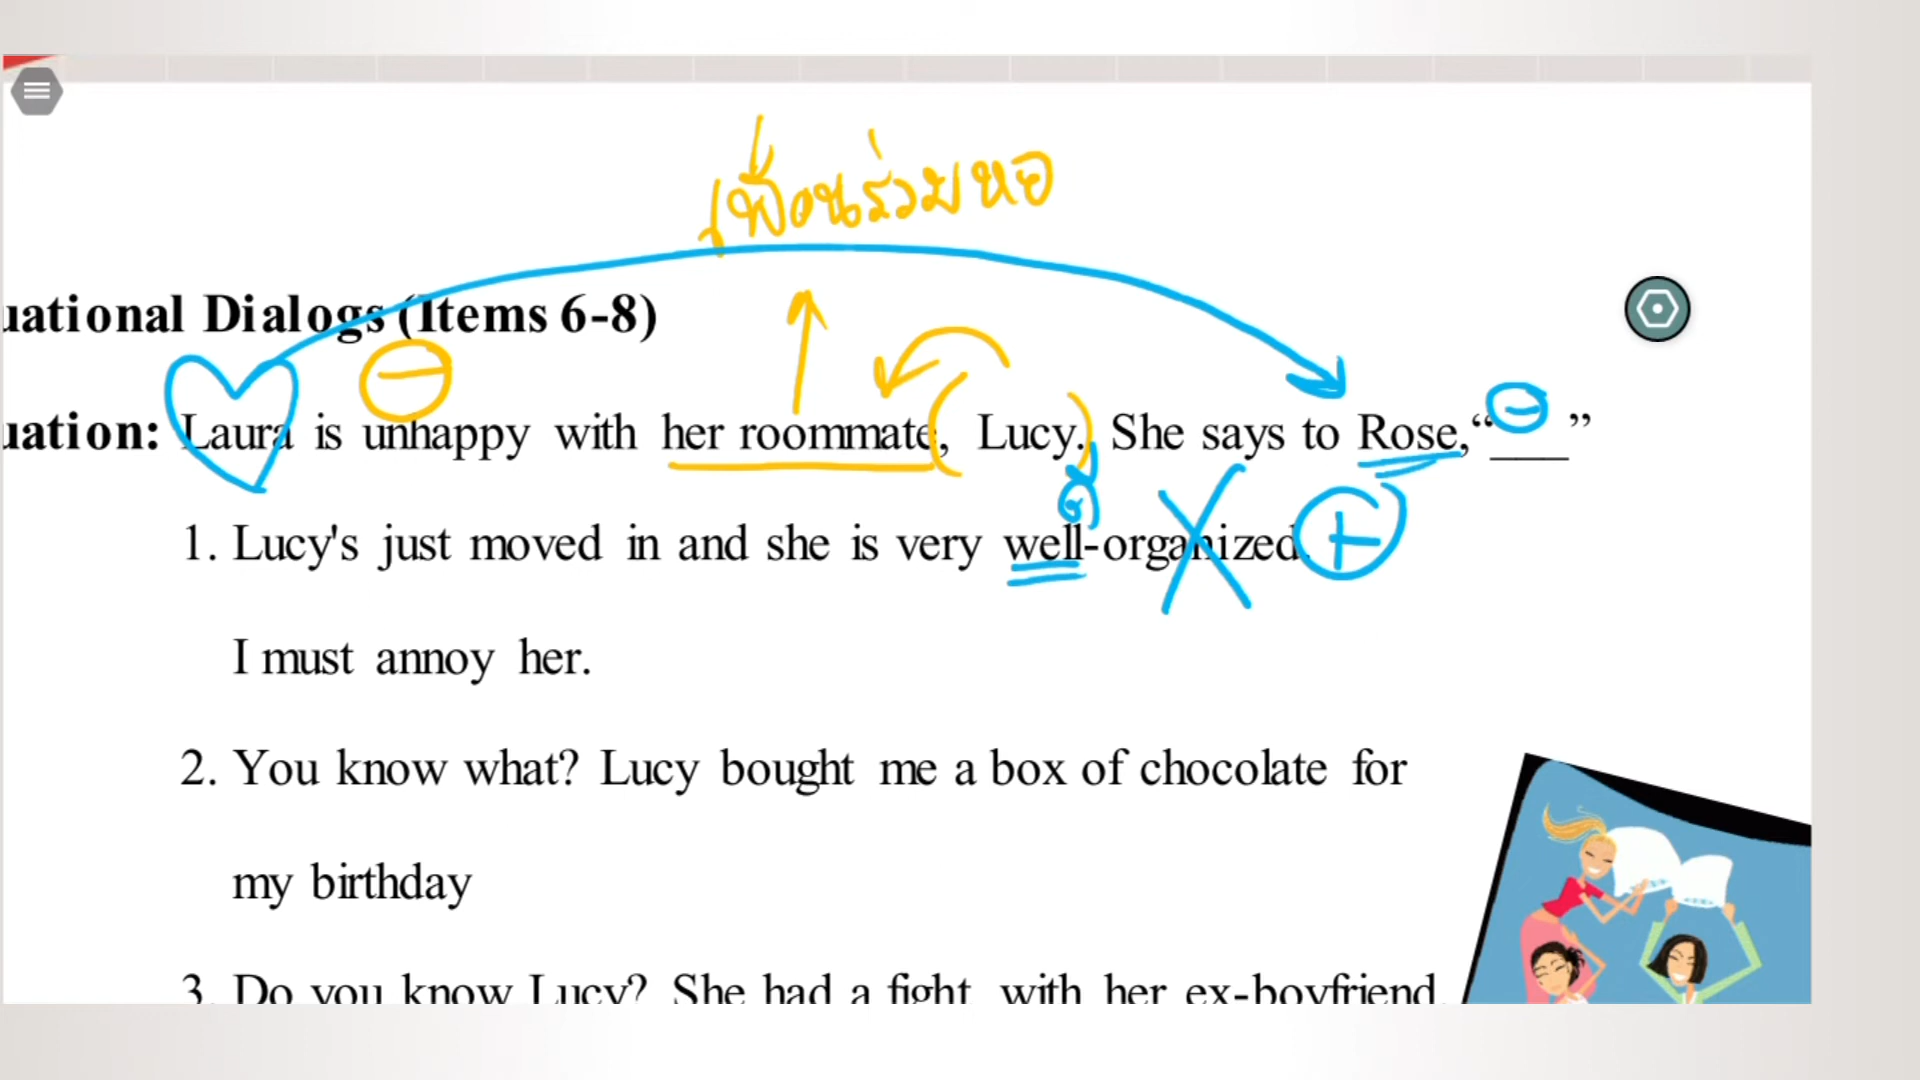 เพื่อนร่วมหอ
uational Dialogs (Items 6-8)
uation: Laura is unhappy with her roommate, Lucy. She says to Rose,“___”
ดี
1. Lucy's just moved in and she is very well-organized.
I must annoy her.
2. You know what? Lucy bought me a box of chocolate for
my birthday
3. Do you know Lucy? She had a fight with her ex-boyfriend.